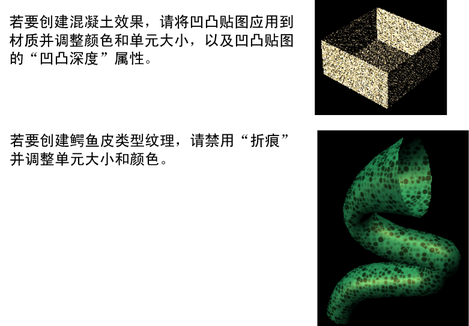 若要创建混凝土效果，请将凹凸贴图应用到
材质并调整颜色和单元大小，以及凹凸贴图
的“凹凸深度”属性。
若要创建鳄鱼皮类型纹理，请禁用“折痕”
并调整单元大小和颜色。